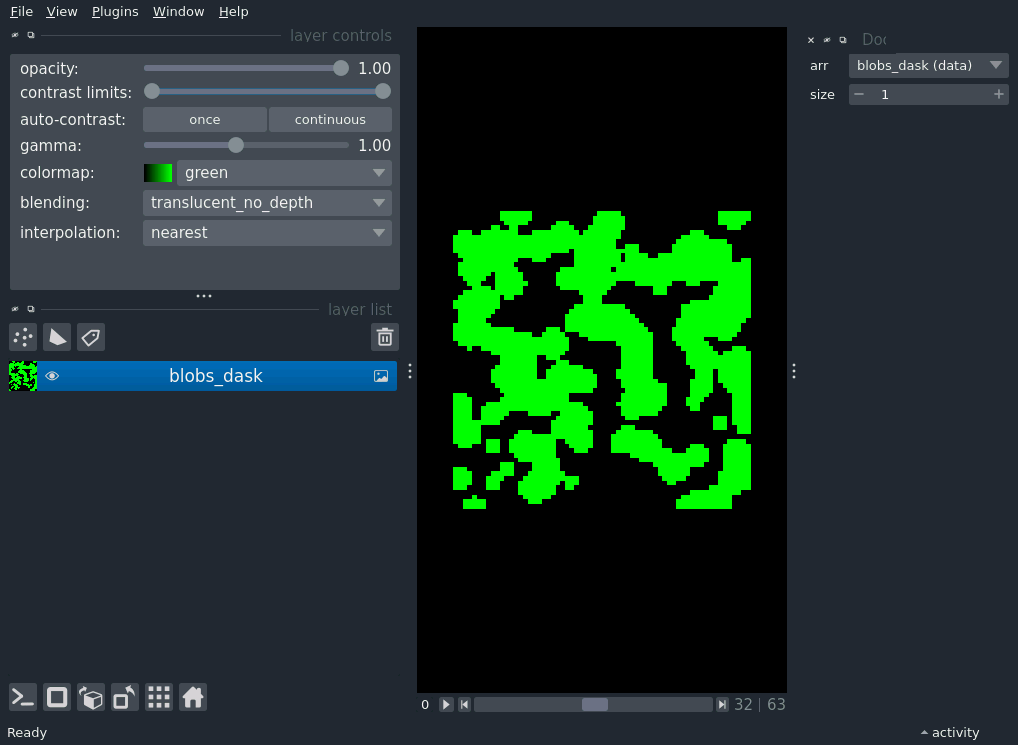 File View Plugins Window Help
layer controls
opacity: 1.00
contrast limits:
auto-contrast: once continuous
gamma: 1.00
colormap: green
blending: translucent_no_depth
interpolation: nearest
layer list
blobs_dask
0 32 | 63
Ready
arr blobs_dask (data)
size 1
activity